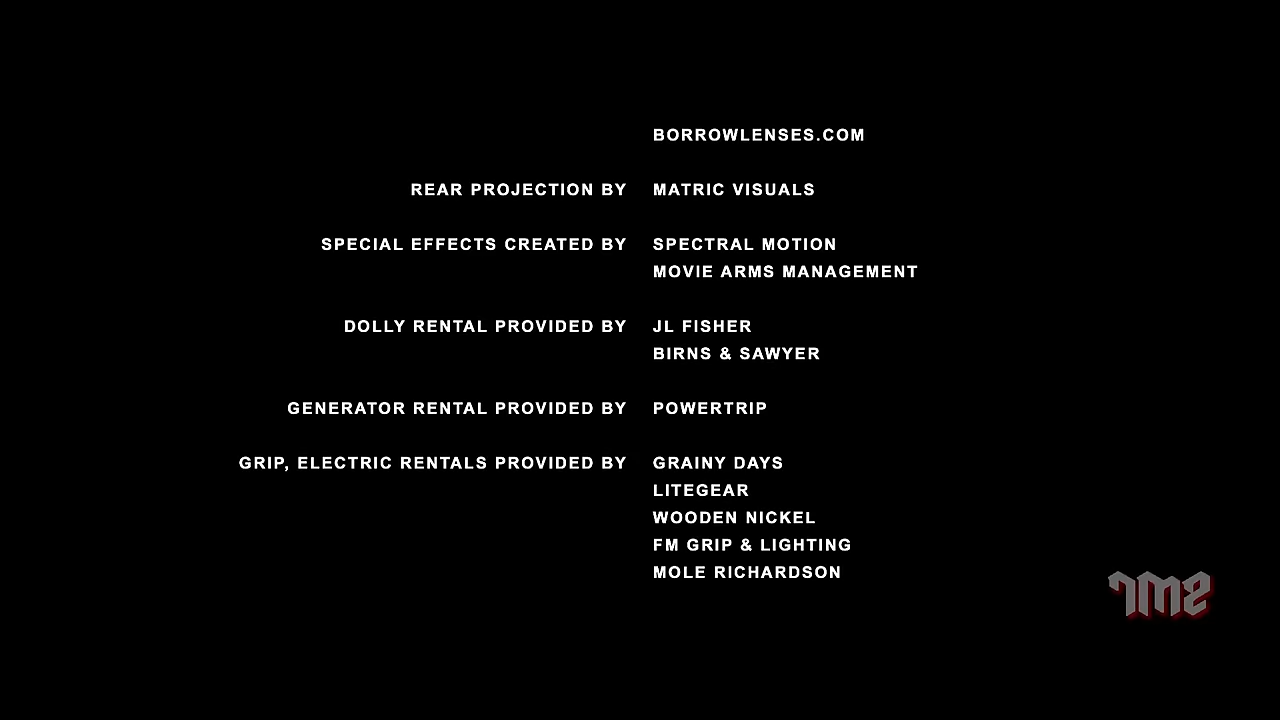 BORROWLENSES.COM
REAR PROJECTION BY MATRIC VISUALS
SPECIAL EFFECTS CREATED BY SPECTRAL MOTION
MOVIE ARMS MANAGEMENT
DOLLY RENTAL PROVIDED BY JL FISHER
BIRNS & SAWYER
GENERATOR RENTAL PROVIDED BY POWERTRIP
GRIP, ELECTRIC RENTALS PROVIDED BY GRAINY DAYS
LITEGEAR
WOODEN NICKEL
FM GRIP & LIGHTING
MOLE RICHARDSON